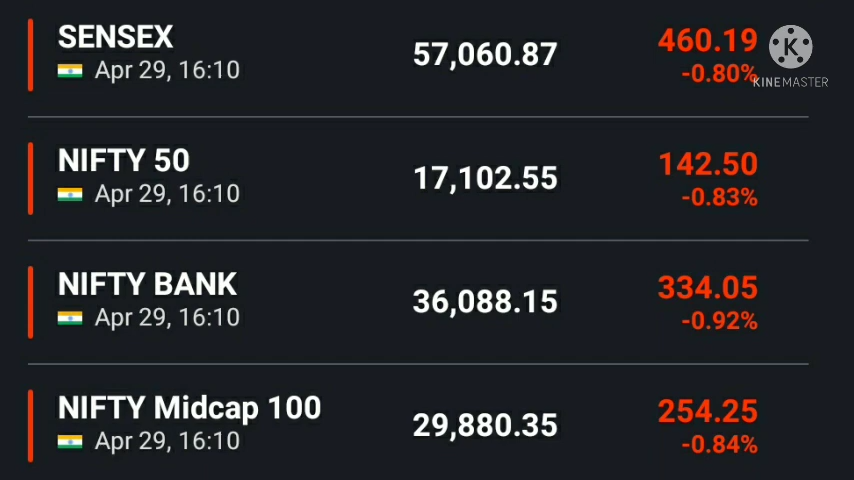 SENSEX
Apr 29, 16:10
57,060.87
460.19
-0.80%
K
KINEMASTER
NIFTY 50
Apr 29, 16:10
17,102.55
142.50
-0.83%
NIFTY BANK
Apr 29, 16:10
36,088.15
334.05
-0.92%
NIFTY Midcap 100
Apr 29, 16:10
29,880.35
254.25
-0.84%